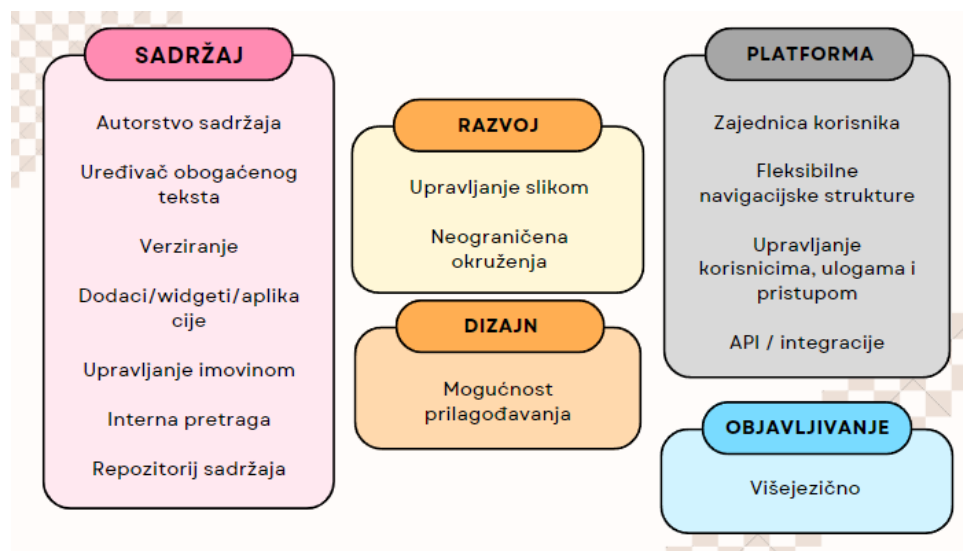 SADRŽAJ
Autorstvo sadržaja
Uređivač obogaćenog
teksta
Verziranje
Dodaci/widgeti/aplika
cije
Upravljanje imovinom
Interna pretraga
Repozitorij sadržaja
RAZVOJ
Upravljanje slikom
Neograničena
okruženja
DIZAJN
Mogućnost
prilagođavanja
PLATFORMA
Zajednica korisnika
Fleksibilne
navigacijske strukture
Upravljanje
korisnicima, ulogama i
pristupom
API / integracije
OBJAVLJIVANJE
Višejezično